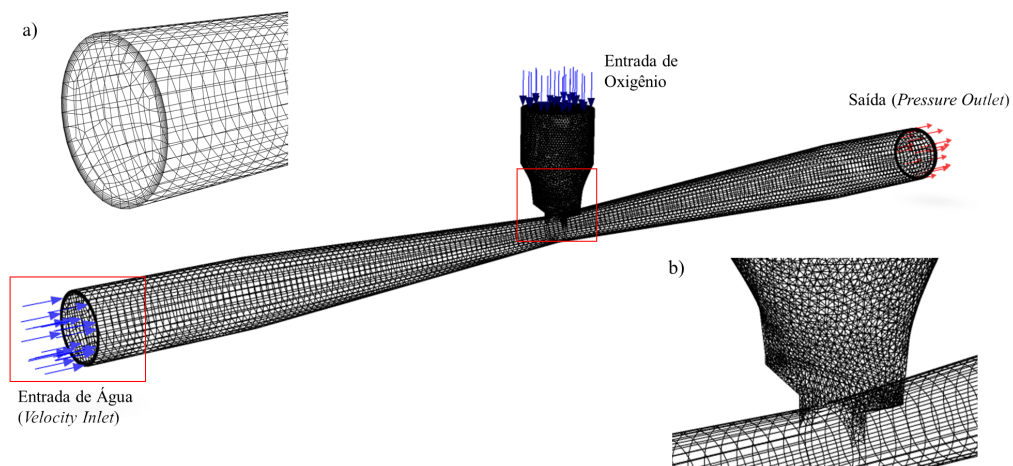 a)
Entrada de
Oxigênio
Saída (Pressure Outlet)
b)
Entrada de Água
(Velocity Inlet)